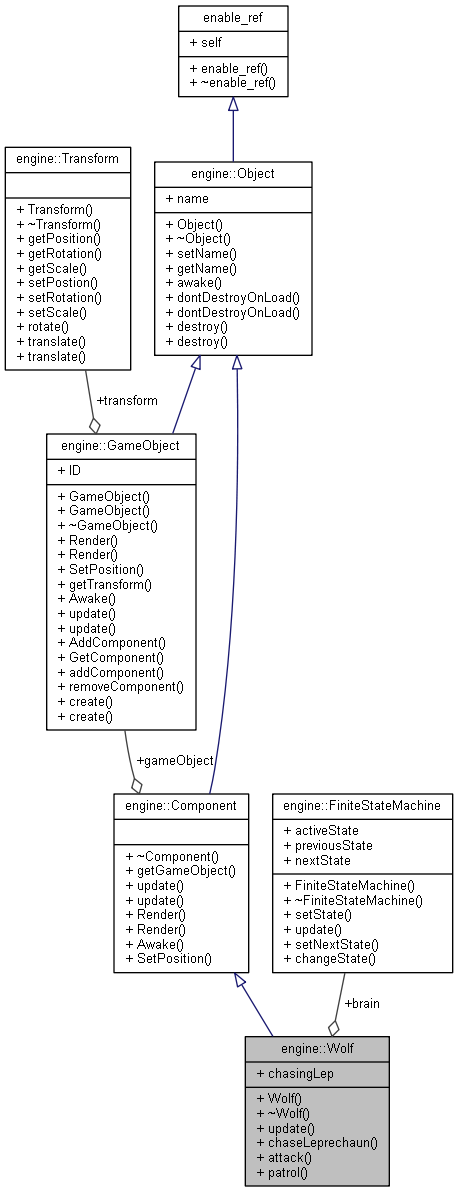 enable_ref
+ self
+ enable_ref()
+ ~enable_ref()
engine::Transform
+ Transform()
+ ~Transform()
+ getPosition()
+ getRotation()
+ getScale()
+ setPostion()
+ setRotation()
+ setScale()
+ rotate()
+ translate()
+ translate()
engine::Object
+ name
+ Object()
+ ~Object()
+ setName()
+ getName()
+ awake()
+ dontDestroyOnLoad()
+ dontDestroyOnLoad()
+ destroy()
+ destroy()
+transform
engine::GameObject
+ ID
+ GameObject()
+ GameObject()
+ ~GameObject()
+ Render()
+ Render()
+ SetPosition()
+ getTransform()
+ Awake()
+ update()
+ update()
+ AddComponent()
+ GetComponent()
+ addComponent()
+ removeComponent()
+ create()
+ create()
+gameObject
engine::Component
+ ~Component()
+ getGameObject()
+ update()
+ update()
+ Render()
+ Render()
+ Awake()
+ SetPosition()
engine::FiniteStateMachine
+ activeState
+ previousState
+ nextState
+ FiniteStateMachine()
+ ~FiniteStateMachine()
+ setState()
+ update()
+ setNextState()
+ changeState()
+brain
engine::Wolf
+ chasingLep
+ Wolf()
+ ~Wolf()
+ update()
+ chaseLeprechaun()
+ attack()
+ patrol()